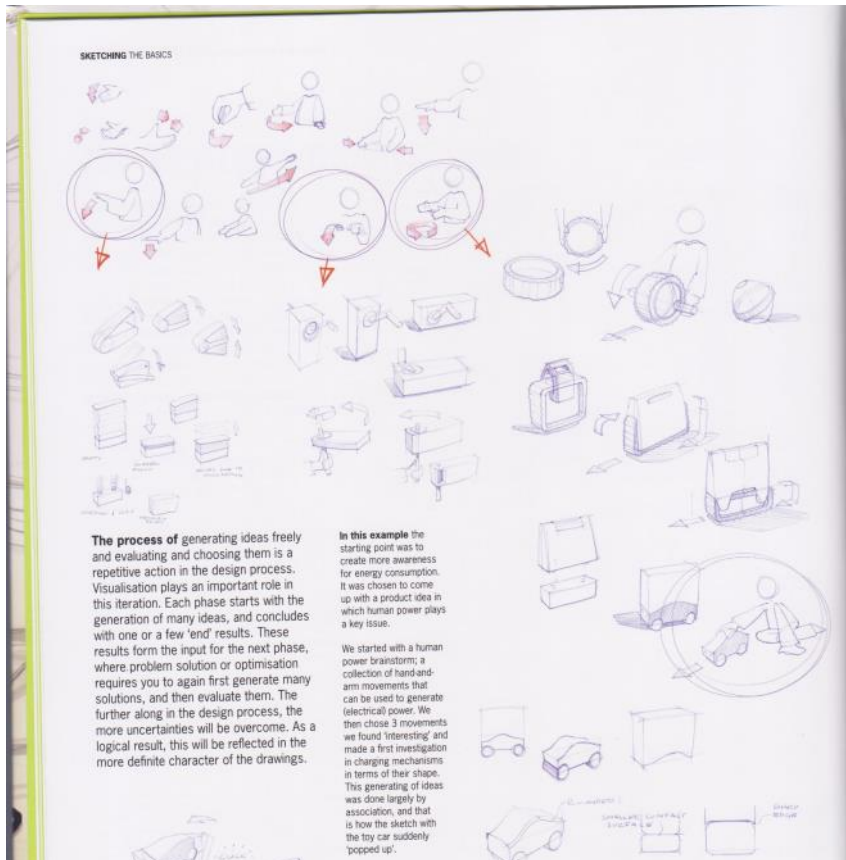 SKETCHING THE BASICS
The process of generating ideas freely
and evaluating and choosing them is a
repetitive action in the design process.
Visualisation plays an important role in
this iteration. Each phase starts with the
generation of many ideas, and concludes
with one or a few 'end' results. These
results form the input for the next phase,
where problem solution or optimisation
requires you to again first generate many
solutions, and then evaluate them. The
further along in the design process, the
more uncertainties will be overcome. As a
logical result, this will be reflected in the
more definite character of the drawings.
In this example the
starting point was to
create more awareness
for energy consumption.
It was chosen to come
up with a product idea in
which human power plays
a key issue.
We started with a human
power brainstorm; a
collection of hand-and-
arm movements that
can be used to generate
(electrical) power. We
then chose 3 movements
we found 'interesting' and
made a first investigation
in charging mechanisms
in terms of their shape.
This generating of ideas
was done largely by
association, and that
is how the sketch with
the toy car suddenly
'popped up'.
SMALLER CONTACT
SURFACE
EDGE